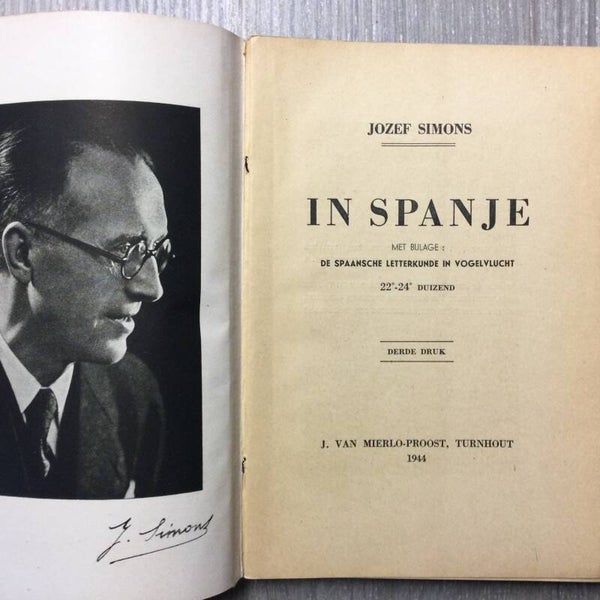 J. Simons
JOZEF SIMONS
IN SPANJE
MET BIJLAGE :
DE SPAANSCHE LETTERKUNDE IN VOGELVLUCHT
22e-24e DUIZEND
DERDE DRUK
J. VAN MIERLO-PROOST, TURNHOUT
1944